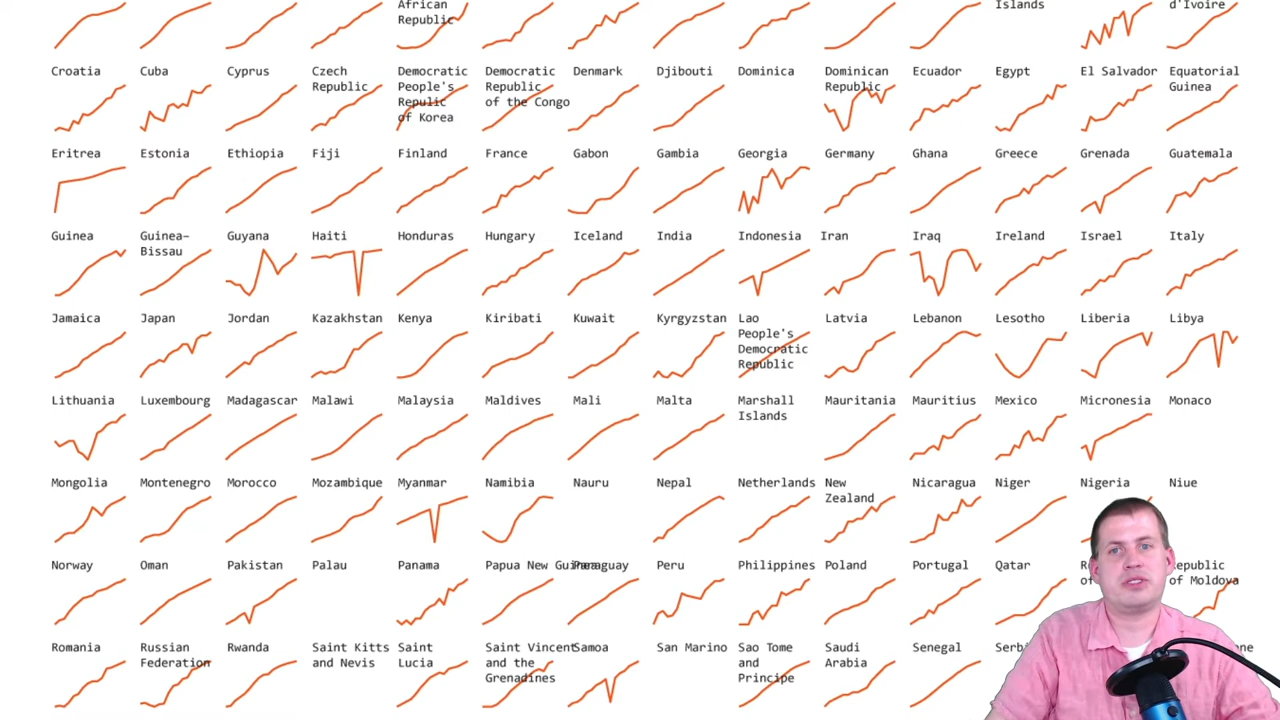 African
Republic
Islands
d'Ivoire
Croatia
Cuba
Cyprus
Czech
Republic
Democratic
People's
Repulic
of Korea
Democratic
Republic
of the Congo
Denmark
Djibouti
Dominica
Dominican
Republic
Ecuador
Egypt
El Salvador
Equatorial
Guinea
Eritrea
Estonia
Ethiopia
Fiji
Finland
France
Gabon
Gambia
Georgia
Germany
Ghana
Greece
Grenada
Guatemala
Guinea
Guinea-
Bissau
Guyana
Haiti
Honduras
Hungary
Iceland
India
Indonesia
Iran
Iraq
Ireland
Israel
Italy
Jamaica
Japan
Jordan
Kazakhstan
Kenya
Kiribati
Kuwait
Kyrgyzstan
Lao
People's
Democratic
Republic
Latvia
Lebanon
Lesotho
Liberia
Libya
Lithuania
Luxembourg
Madagascar
Malawi
Malaysia
Maldives
Mali
Malta
Marshall
Islands
Mauritania
Mauritius
Mexico
Micronesia
Monaco
Mongolia
Montenegro
Morocco
Mozambique
Myanmar
Namibia
Nauru
Nepal
Netherlands
New
Zealand
Nicaragua
Niger
Nigeria
Niue
Norway
Oman
Pakistan
Palau
Panama
Papua New Guinea
Paraguay
Peru
Philippines
Poland
Portugal
Qatar
of Moldova
Romania
Russian
Federation
Rwanda
Saint Kitts
and Nevis
Saint
Lucia
Saint Vincent
and the
Grenadines
Samoa
San Marino
Sao Tome
and
Principe
Saudi
Arabia
Senegal